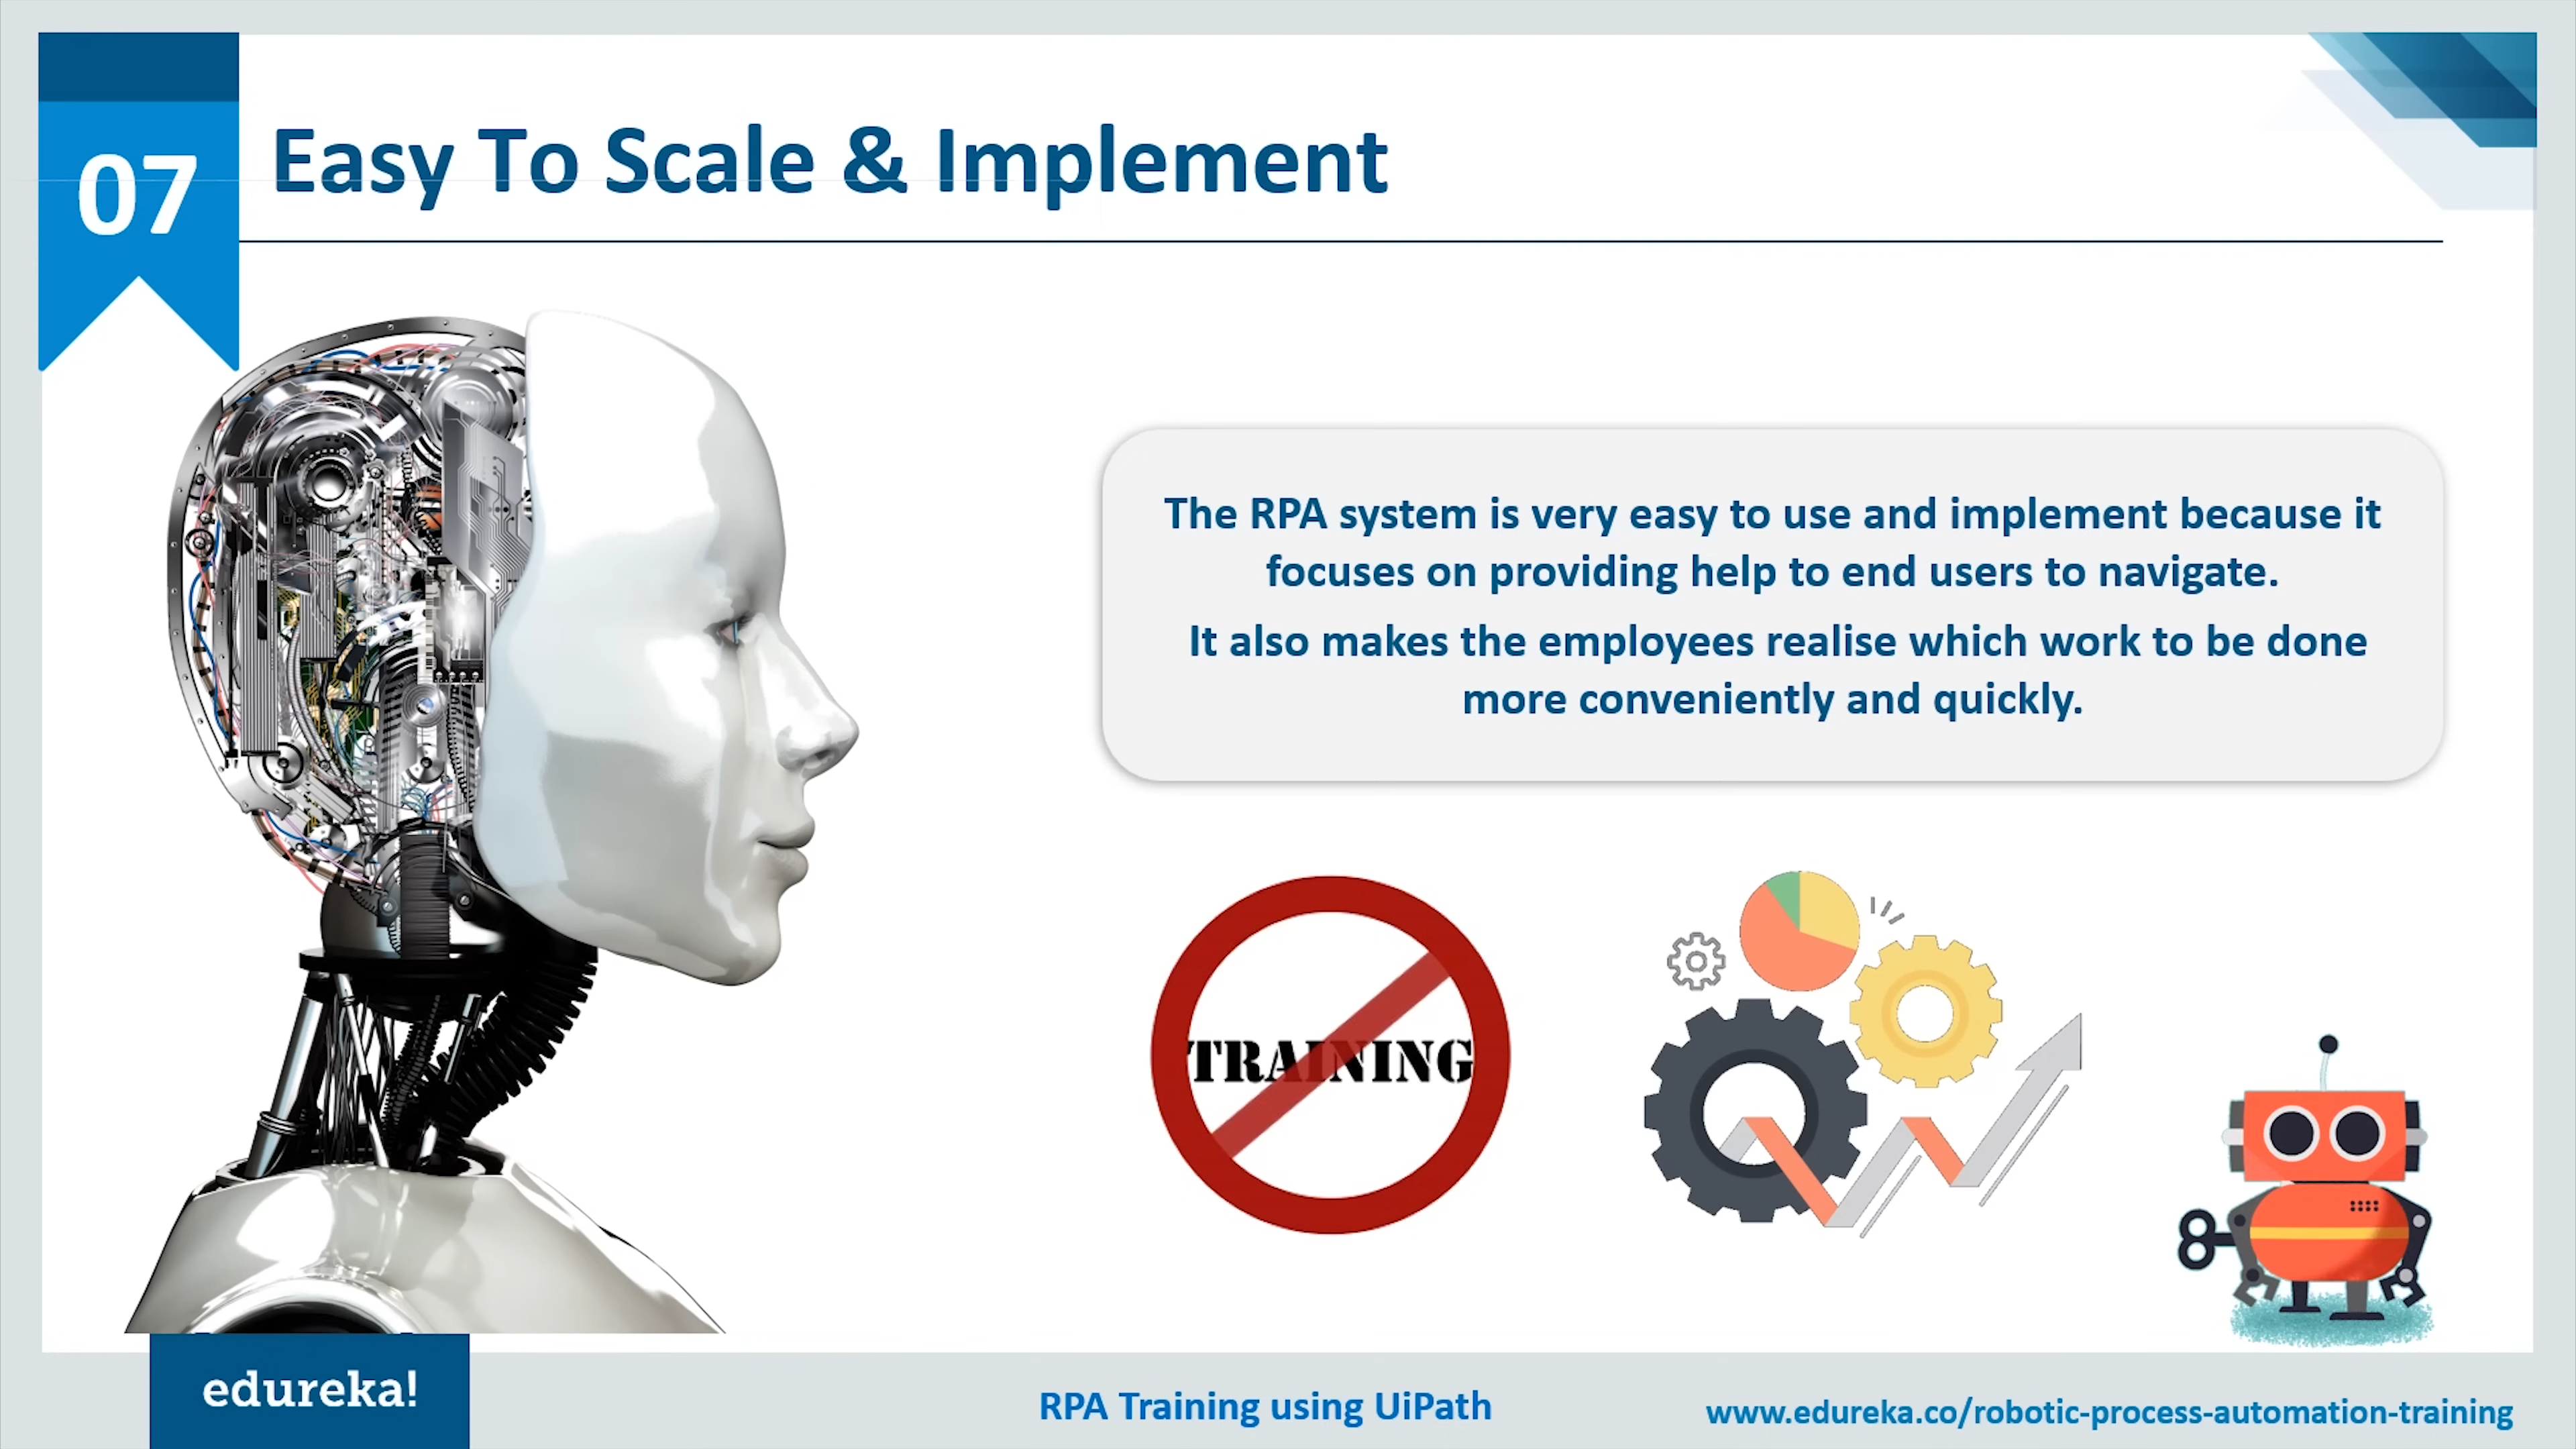 07
Easy To Scale & Implement
The RPA system is very easy to use and implement because it
focuses on providing help to end users to navigate.
It also makes the employees realise which work to be done
more conveniently and quickly.
TRAINING
edureka!
RPA Training using UiPath
www.edureka.co/robotic-process-automation-training